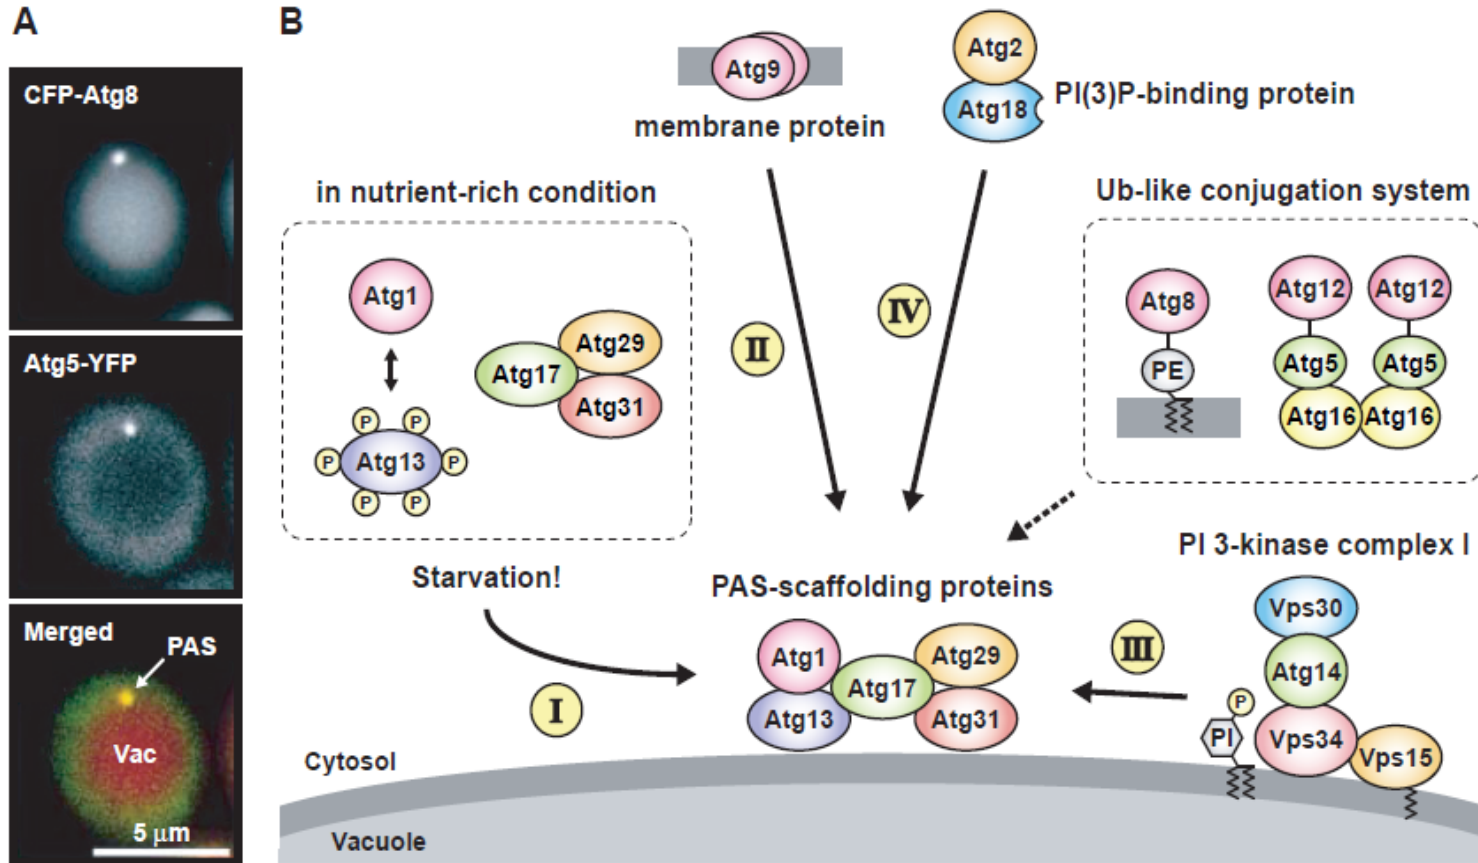 A
CFP-Atg8
Atg5-YFP
Merged
PAS
Vac
5 μm
B
Atg9
membrane protein
Atg2
Atg18
PI(3)P-binding protein
in nutrient-rich condition
Atg1
Atg17
Atg29
Atg31
P P
P Atg13 P
P P
II
IV
Ub-like conjugation system
Atg8
PE
Atg12 Atg12
Atg5 Atg5
Atg16 Atg16
Starvation!
I
PAS-scaffolding proteins
Atg1
Atg13
Atg17
Atg29
Atg31
III
PI 3-kinase complex I
Vps30
Atg14
Vps34
Vps15
P
PI
Cytosol
Vacuole